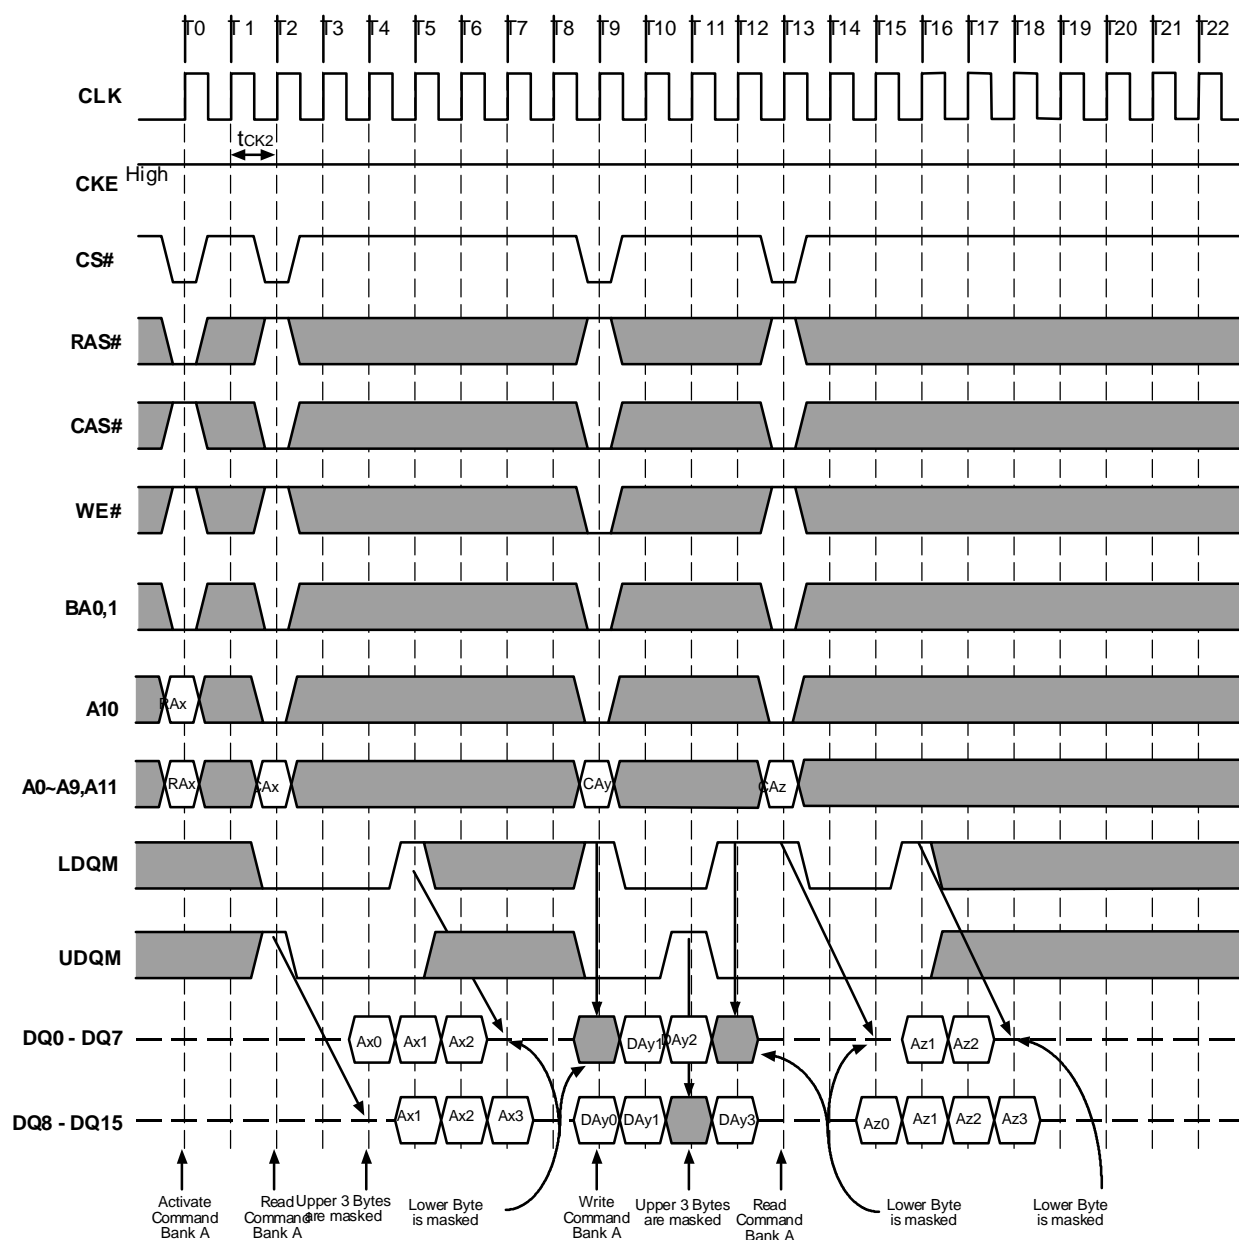 T0 T 1 T2 T3 T4 T5 T6 T7 T8 T9 T10 T 11 T12 T13 T14 T15 T16 T17 T18 T19 T20 T21 T22
CLK
tCK2
High
CKE
CS#
RAS#
CAS#
WE#
BA0,1
A10 RAx
A0~A9,A11 RAx CAx CAy CAz
LDQM
UDQM
DQ0 - DQ7 Ax0 Ax1 Ax2 DAy1 DAy2 Az1 Az2
DQ8 - DQ15 Ax1 Ax2 Ax3 DAy0 DAy1 DAy3 Az0 Az1 Az2 Az3
Activate
Command
Bank A
Read
Command
Bank A
Upper 3 Bytes
are masked
Lower Byte
is masked
Write
Command
Bank A
Upper 3 Bytes
are masked
Read
Command
Bank A
Lower Byte
is masked
Lower Byte
is masked